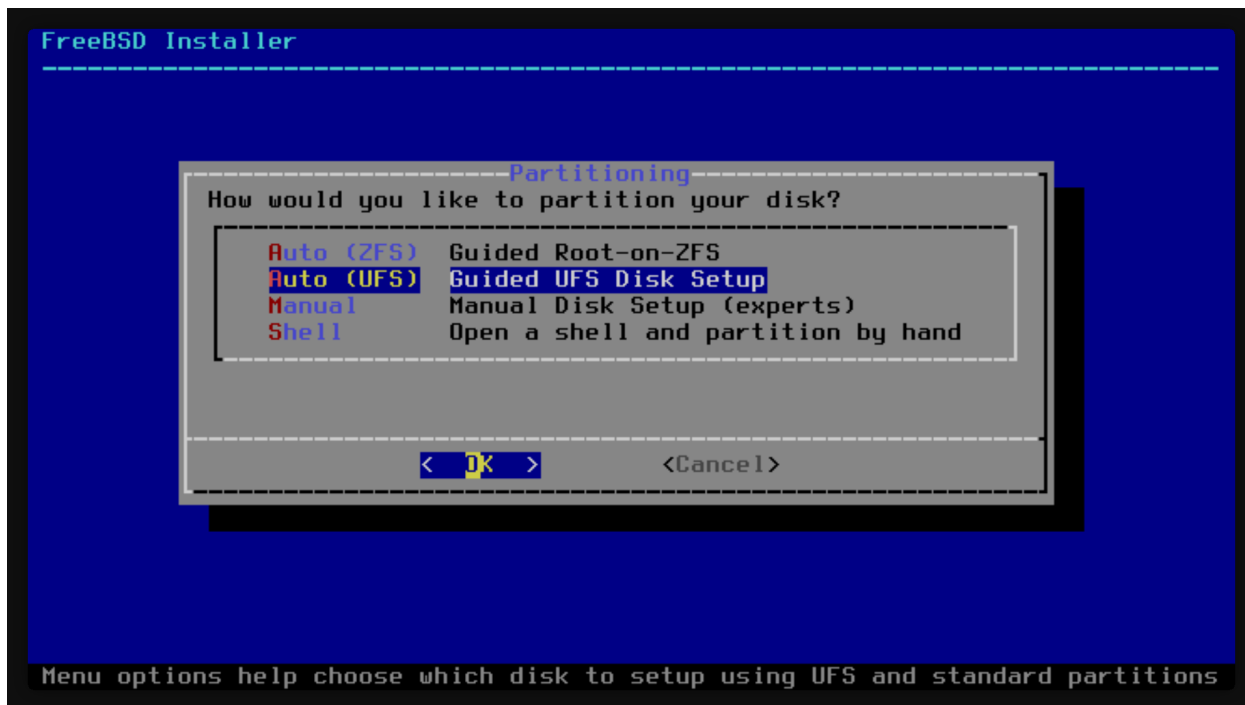 FreeBSD Installer
Partitioning
How would you like to partition your disk?
Auto (ZFS) Guided Root-on-ZFS
Auto (UFS) Guided UFS Disk Setup
Manual Manual Disk Setup (experts)
Shell Open a shell and partition by hand
< OK > <Cancel>
Menu options help choose which disk to setup using UFS and standard partitions